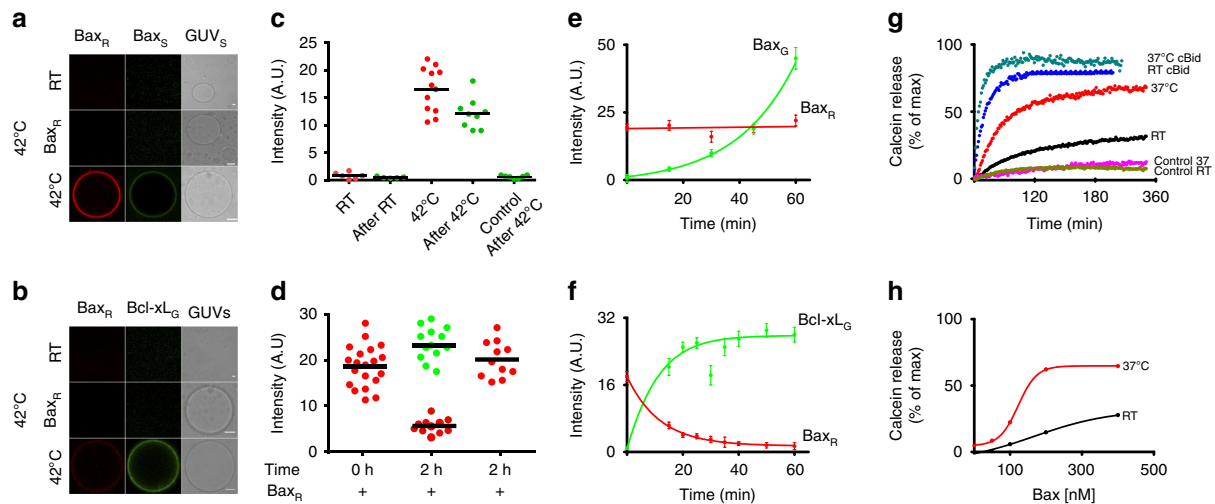 a
Bax_R Bax_S GUV_S
RT
42°C
Bax_R
42°C
b
Bax_R Bcl-xL_G GUVs
RT
42°C
Bax_R
42°C
c
Intensity (A.U.)
25
20
15
10
5
0
RT
After RT
42°C
After 42°C
Control
After 42°C
d
Intensity (A.U)
30
20
10
0
Time 0 h 2 h 2 h
Bax_R + + +
e
Intensity (A.U.)
50
25
0
Bax_G
Bax_R
0 20 40 60
Time (min)
f
Intensity (A.U.)
32
16
0
Bcl-xL_G
Bax_R
0 20 40 60
Time (min)
g
Calcein release
(% of max)
100
50
0
37°C cBid
RT cBid
37°C
RT
Control 37
Control RT
120 180 240 300 360
Time (min)
h
Calcein release
(% of max)
100
50
0
37°C
RT
100 300 500
Bax [nM]